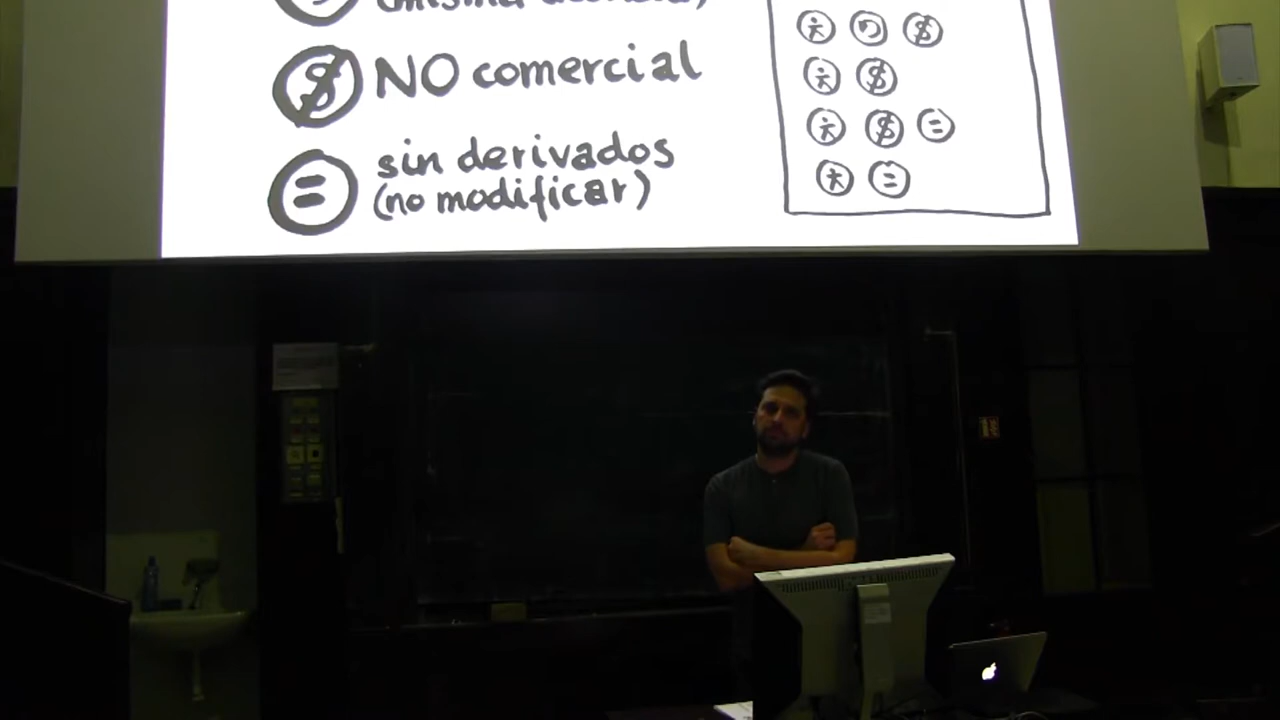 NO comercial
sin derivados
(no modificar)